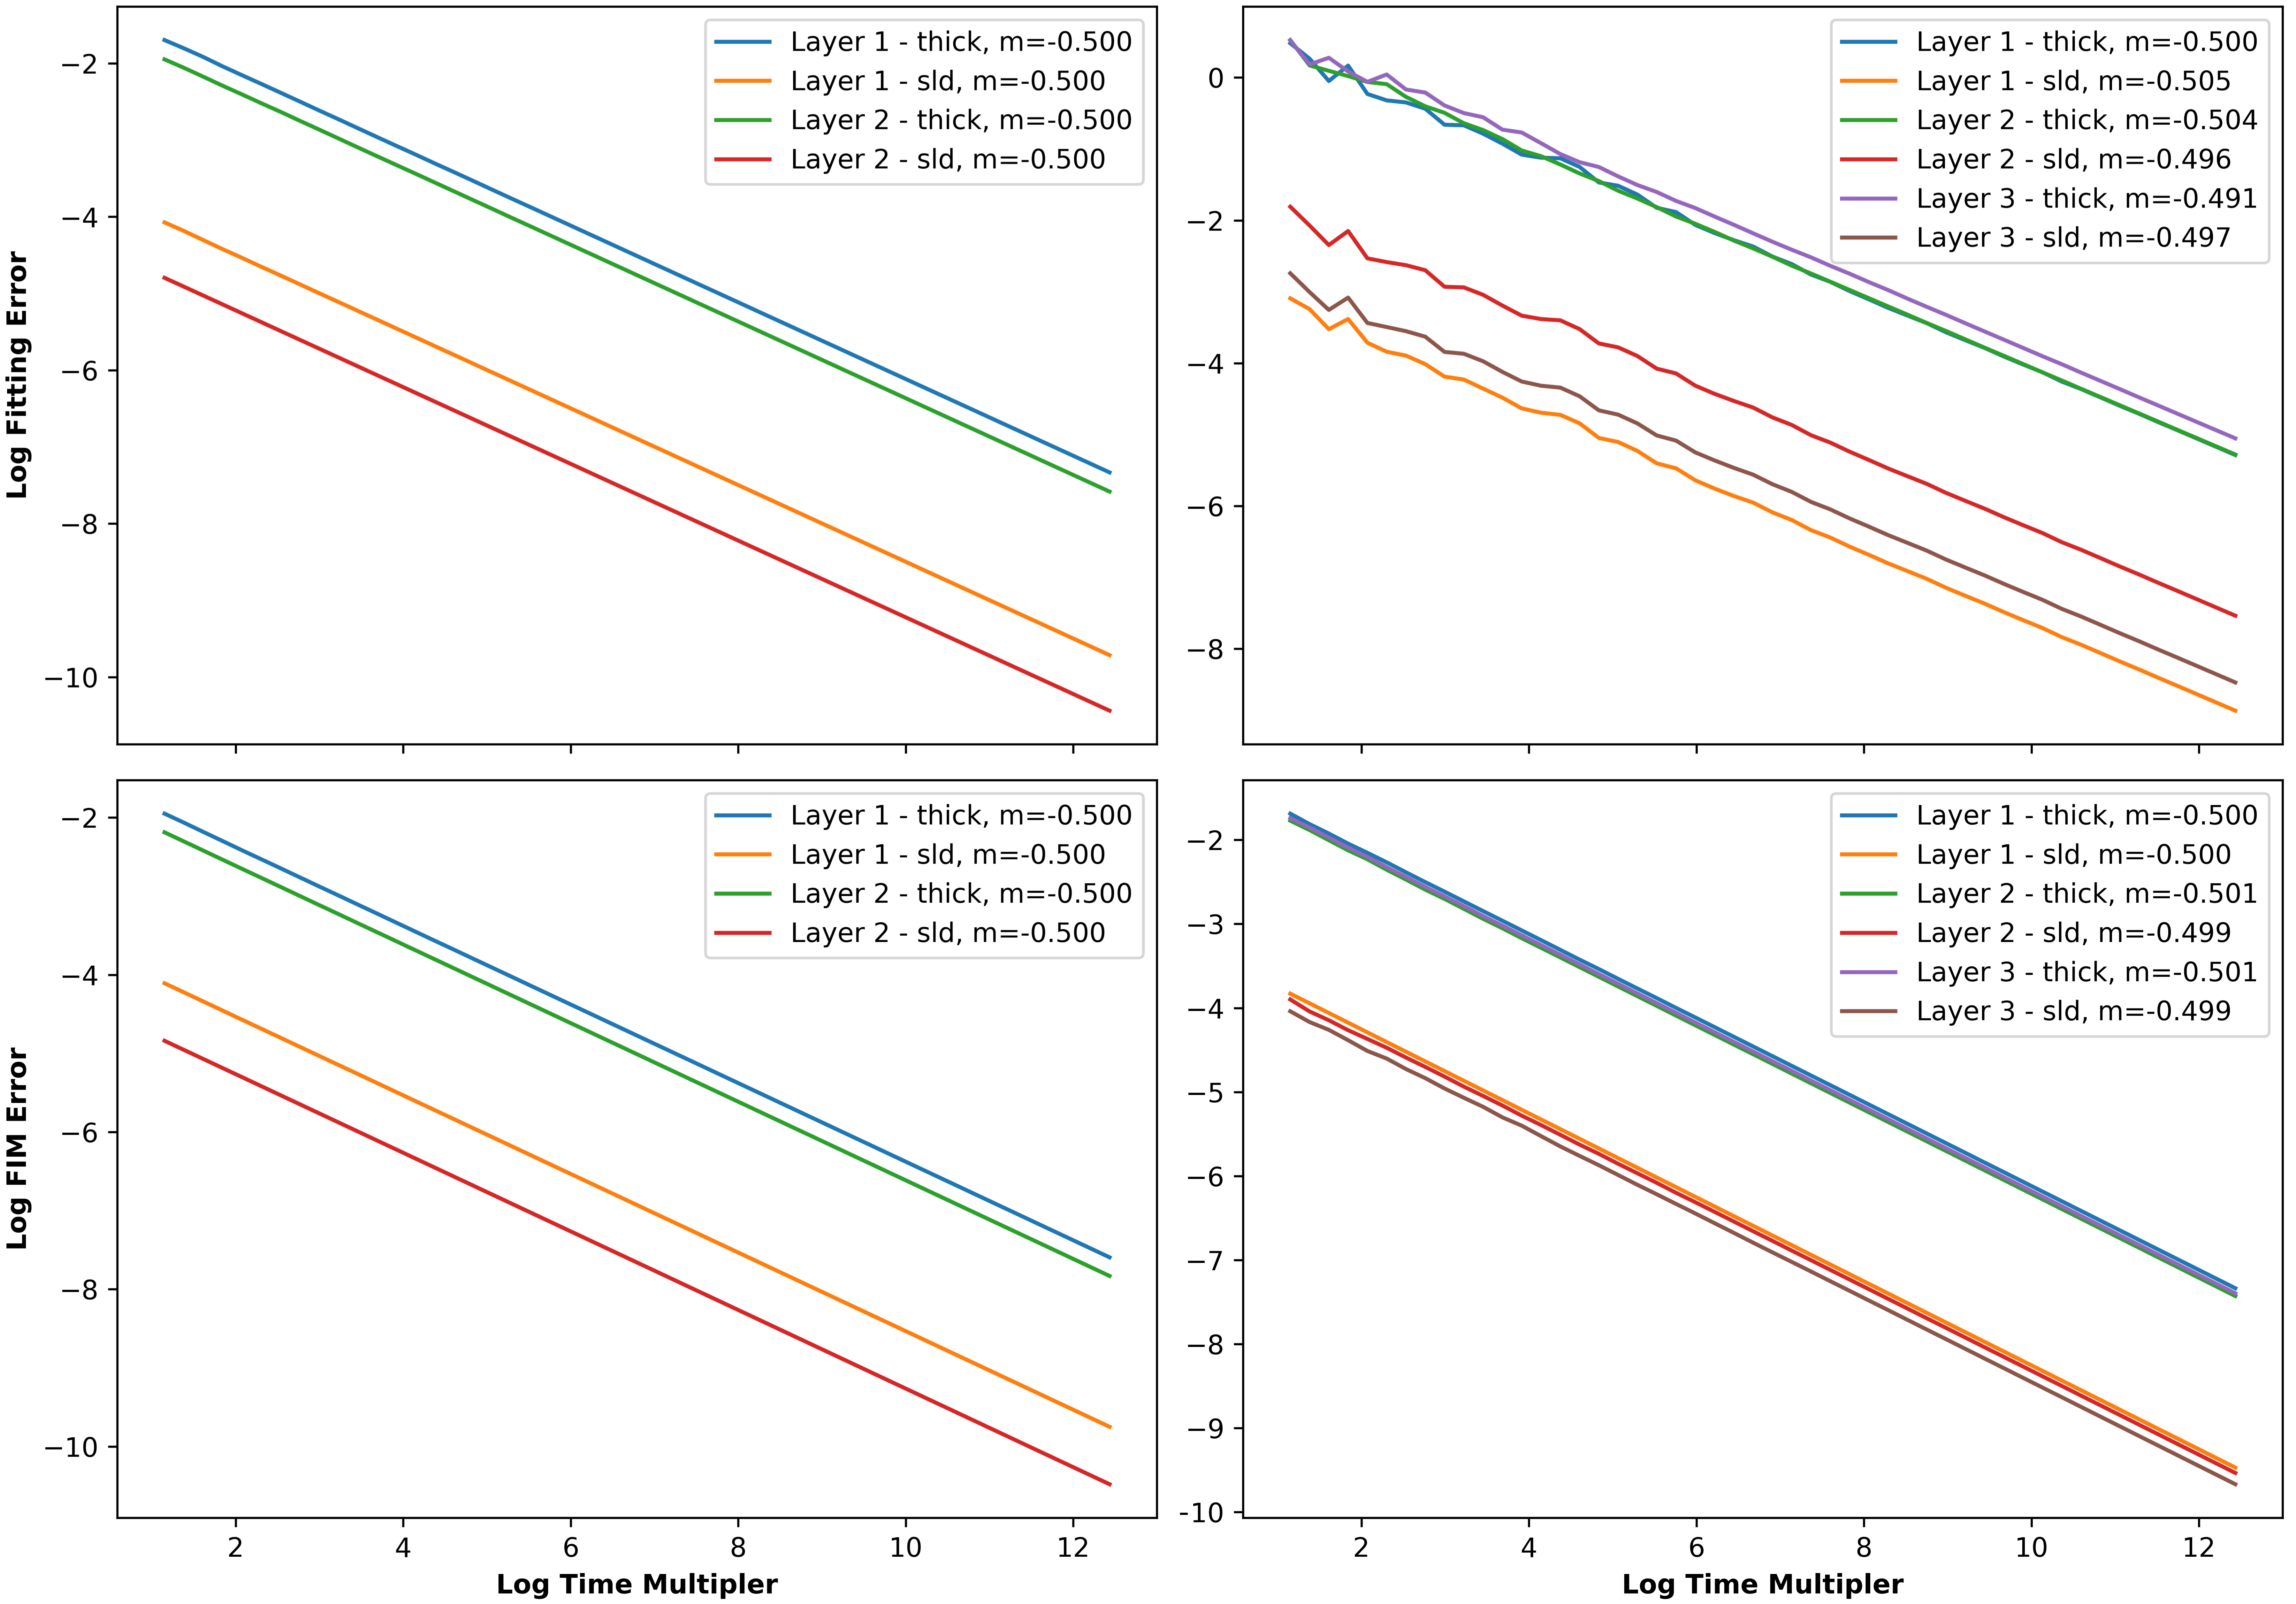 Log Fitting Error
−2
−4
−6
−8
−10
Layer 1 - thick, m=-0.500
Layer 1 - sld, m=-0.500
Layer 2 - thick, m=-0.500
Layer 2 - sld, m=-0.500
0
−2
−4
−6
−8
Layer 1 - thick, m=-0.500
Layer 1 - sld, m=-0.505
Layer 2 - thick, m=-0.504
Layer 2 - sld, m=-0.496
Layer 3 - thick, m=-0.491
Layer 3 - sld, m=-0.497
Log FIM Error
−2
−4
−6
−8
−10
Layer 1 - thick, m=-0.500
Layer 1 - sld, m=-0.500
Layer 2 - thick, m=-0.500
Layer 2 - sld, m=-0.500
2 4 6 8 10 12
Log Time Multipler
−2
−3
−4
−5
−6
−7
−8
−9
-10
Layer 1 - thick, m=-0.500
Layer 1 - sld, m=-0.500
Layer 2 - thick, m=-0.501
Layer 2 - sld, m=-0.499
Layer 3 - thick, m=-0.501
Layer 3 - sld, m=-0.499
2 4 6 8 10 12
Log Time Multipler